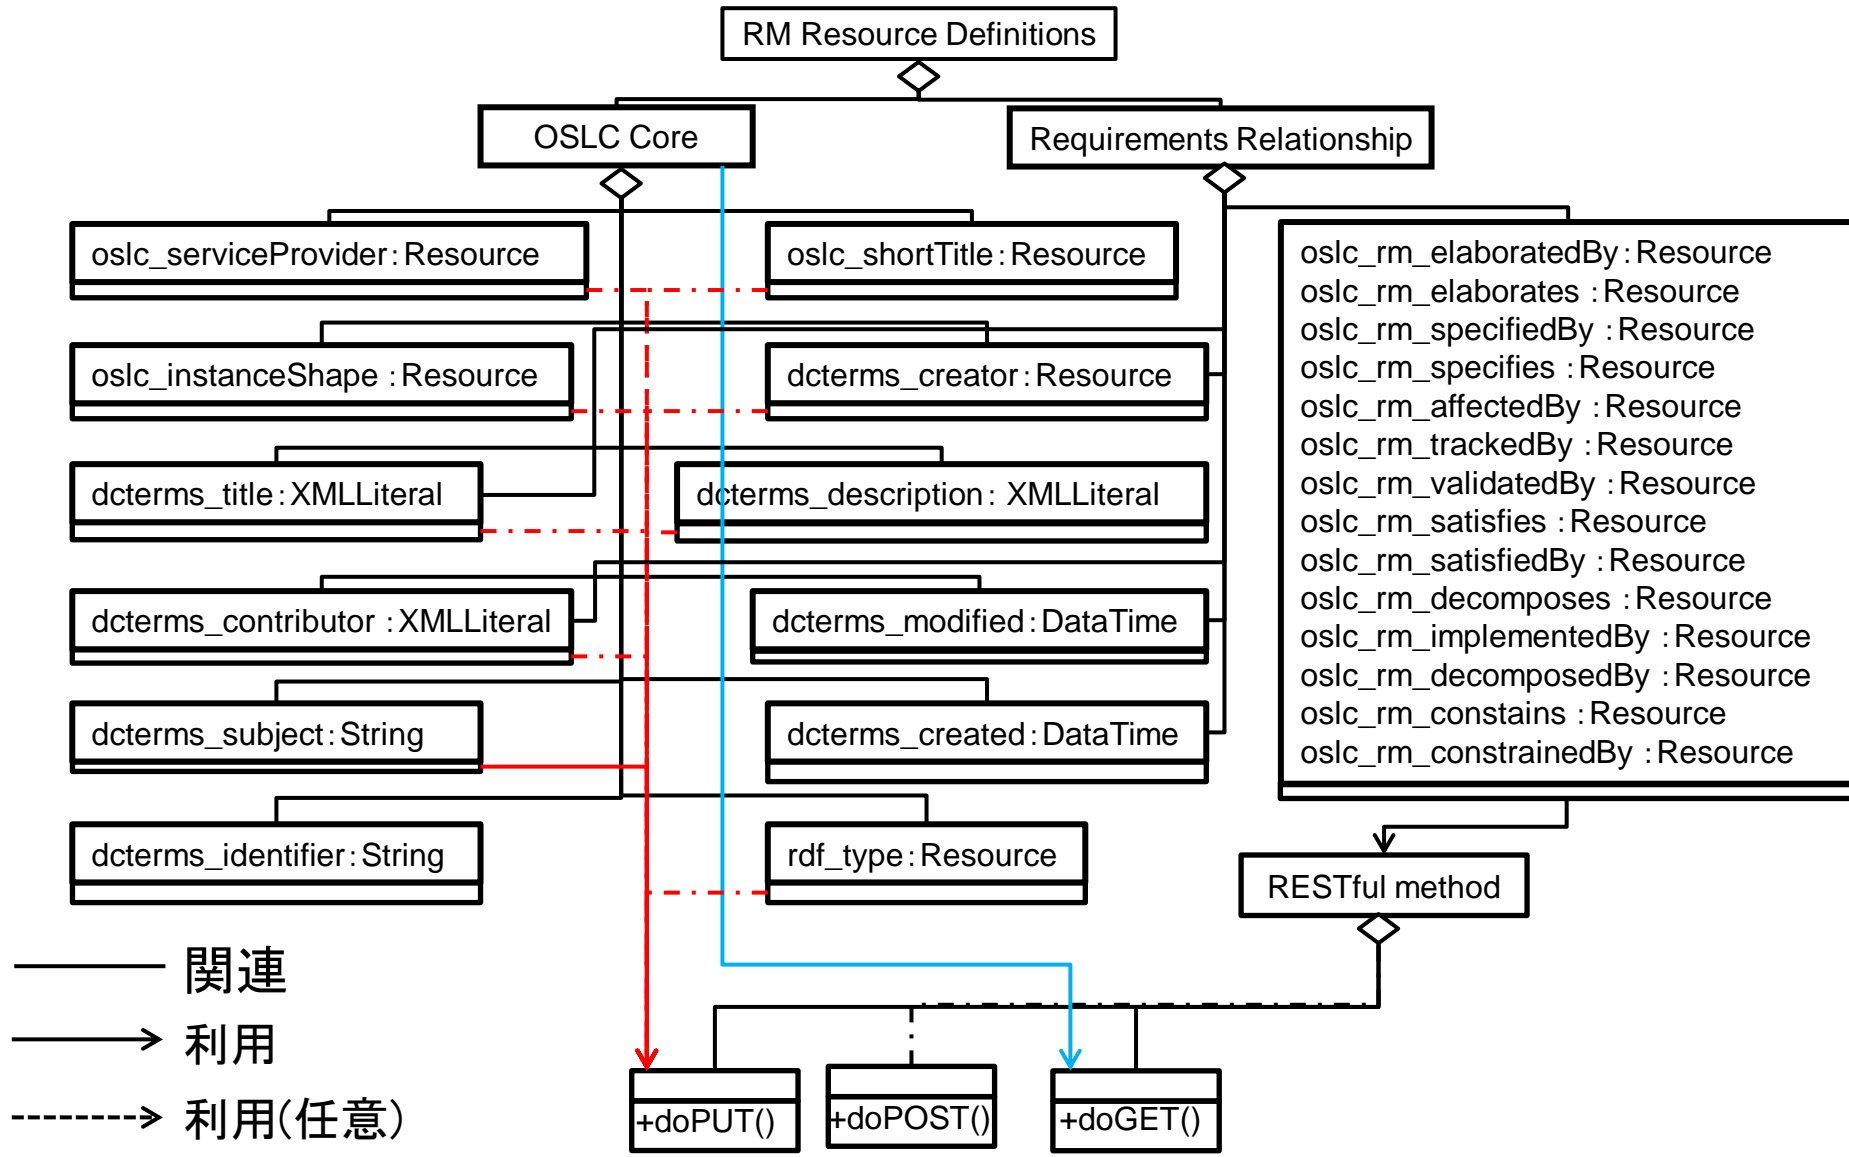 RM Resource Definitions
OSLC Core
Requirements Relationship
oslc_serviceProvider:Resource
oslc_shortTitle:Resource
oslc_instanceShape :Resource
dcterms_creator:Resource
dcterms_title:XMLLiteral
dcterms_description: XMLLiteral
dcterms_contributor :XMLLiteral
dcterms_modified:DataTime
dcterms_subject:String
dcterms_created:DataTime
dcterms_identifier:String
rdf_type:Resource
oslc_rm_elaboratedBy:Resource
oslc_rm_elaborates :Resource
oslc_rm_specifiedBy :Resource
oslc_rm_specifies :Resource
oslc_rm_affectedBy :Resource
oslc_rm_trackedBy :Resource
oslc_rm_validatedBy :Resource
oslc_rm_satisfies :Resource
oslc_rm_satisfiedBy :Resource
oslc_rm_decomposes :Resource
oslc_rm_implementedBy :Resource
oslc_rm_decomposedBy :Resource
oslc_rm_constains :Resource
oslc_rm_constrainedBy :Resource
RESTful method
関連
利用
利用(任意)
+doPUT()
+doPOST()
+doGET()